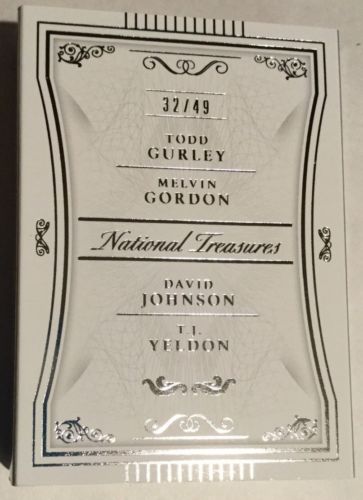 32/49
TODD
GURLEY
MELVIN
GORDON
National Treasures
DAVID
JOHNSON
T.J.
YELDON